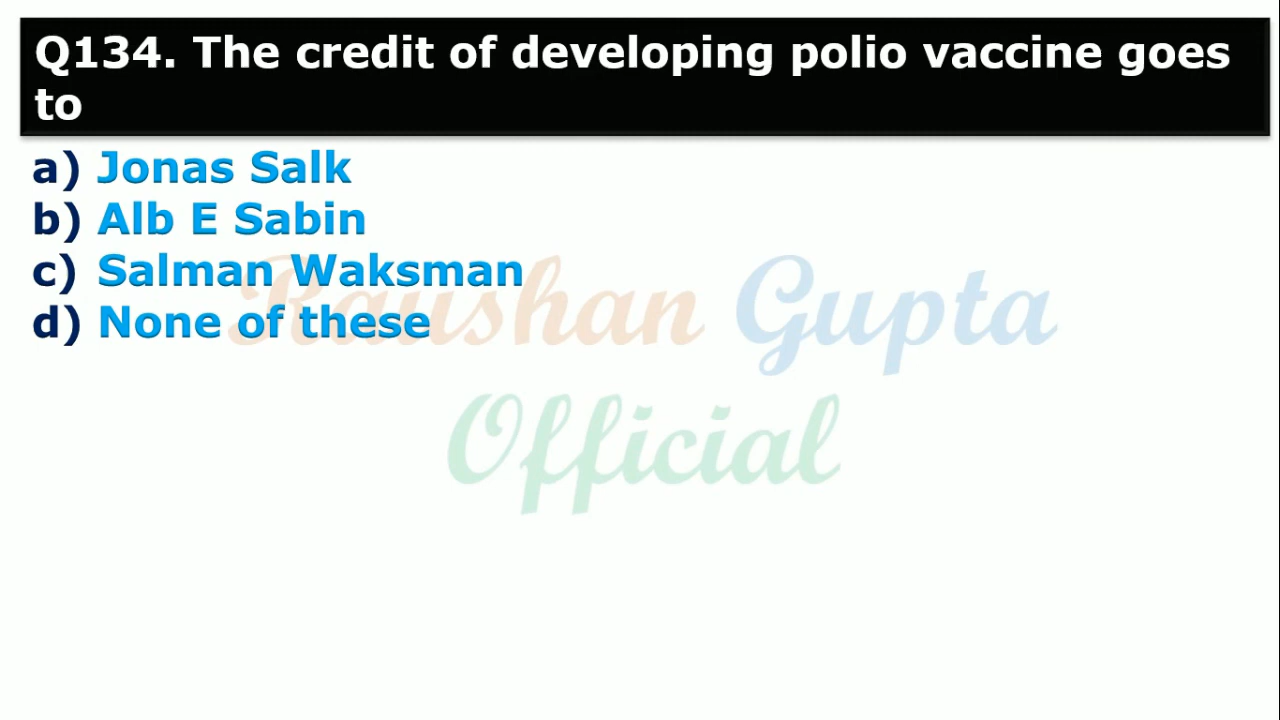 Q134. The credit of developing polio vaccine goes
to
a) Jonas Salk
b) Alb E Sabin
c) Salman Waksman
d) None of these
Raushan Gupta
Official